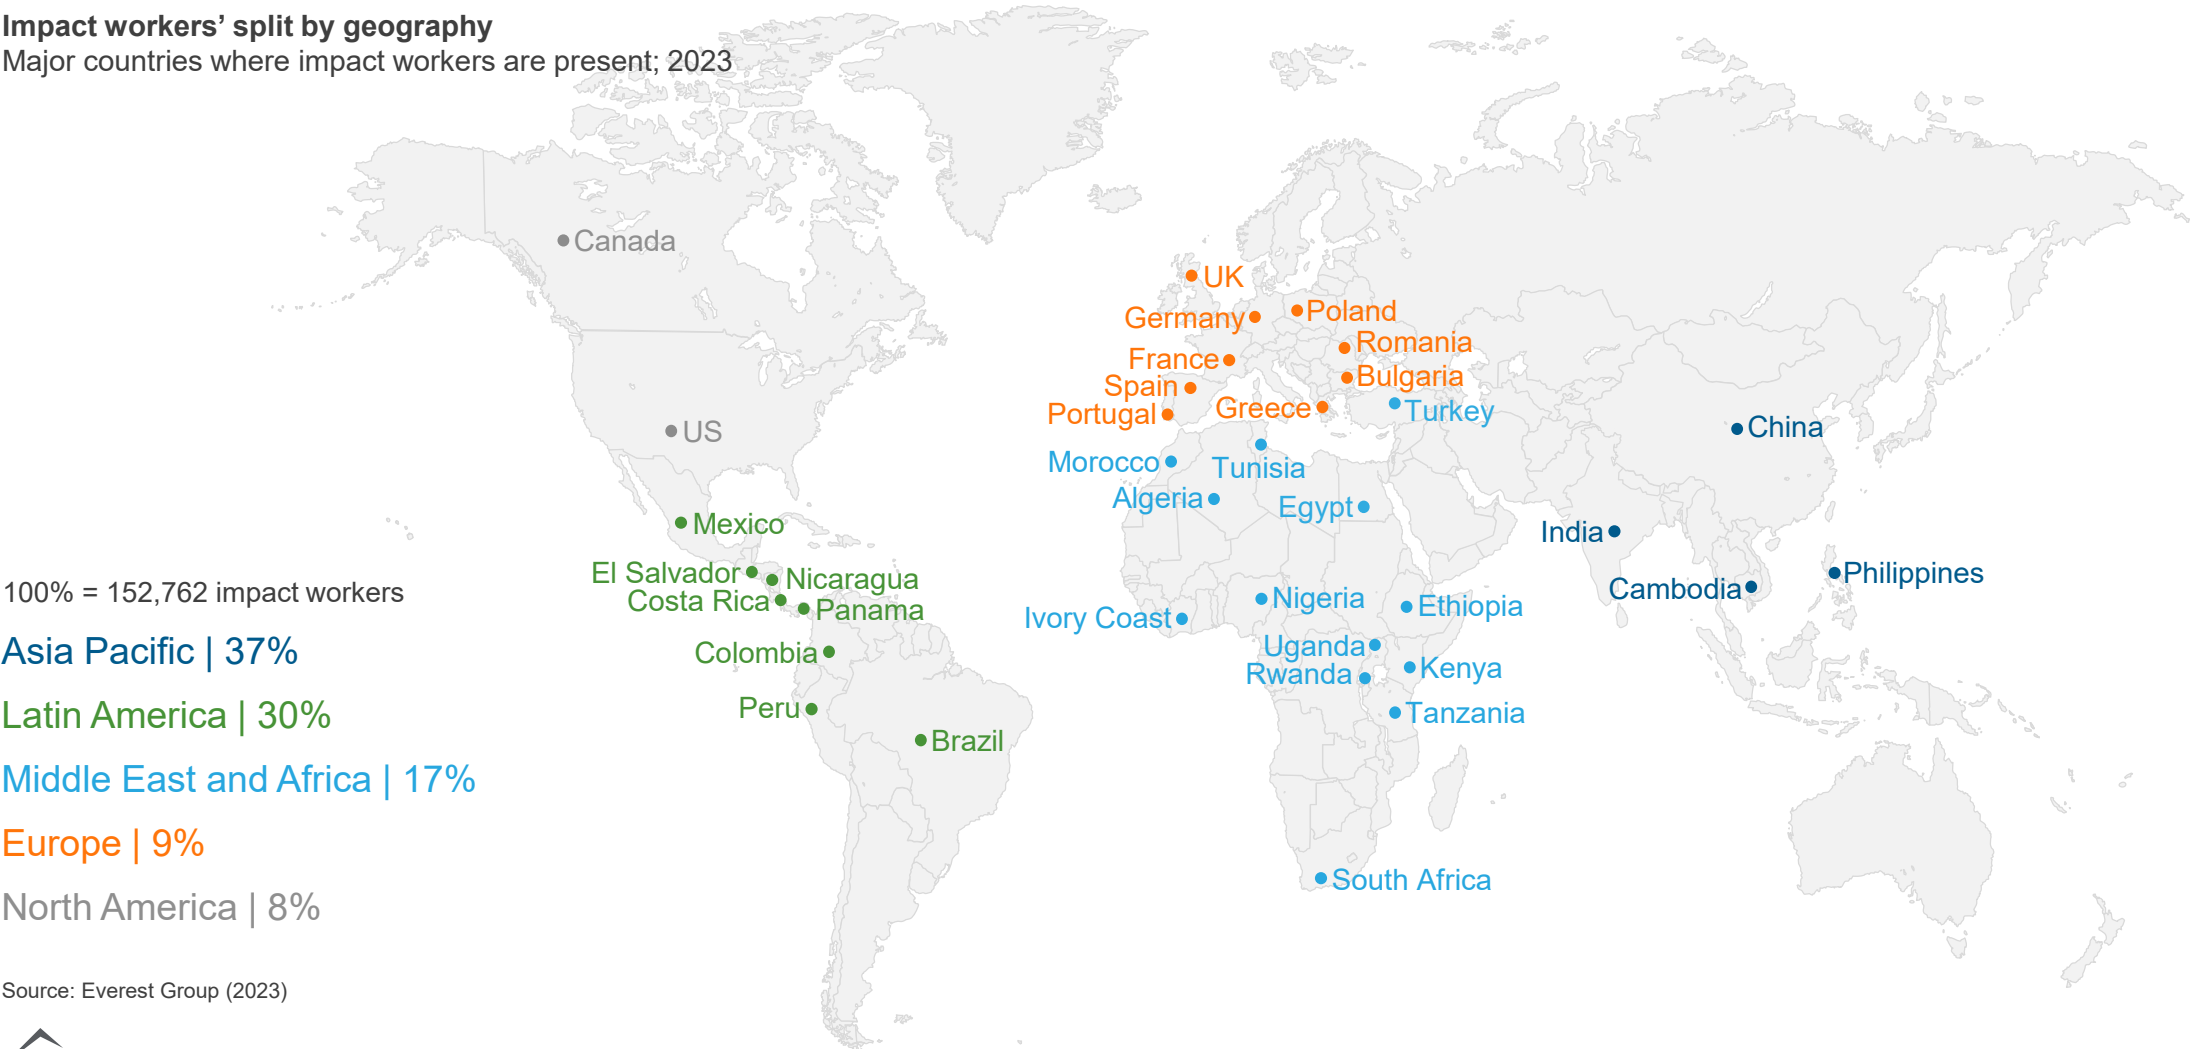 Impact workers’ split by geography
Major countries where impact workers are present; 2023
Canada
US
Mexico
El Salvador
Nicaragua
Costa Rica
Panama
Colombia
Peru
Brazil
UK
Germany
Poland
France
Romania
Spain
Bulgaria
Portugal
Greece
Turkey
Morocco
Tunisia
Algeria
Egypt
Ivory Coast
Nigeria
Ethiopia
Uganda
Rwanda
Kenya
Tanzania
South Africa
China
India
Cambodia
Philippines
100% = 152,762 impact workers
Asia Pacific | 37%
Latin America | 30%
Middle East and Africa | 17%
Europe | 9%
North America | 8%
Source: Everest Group (2023)